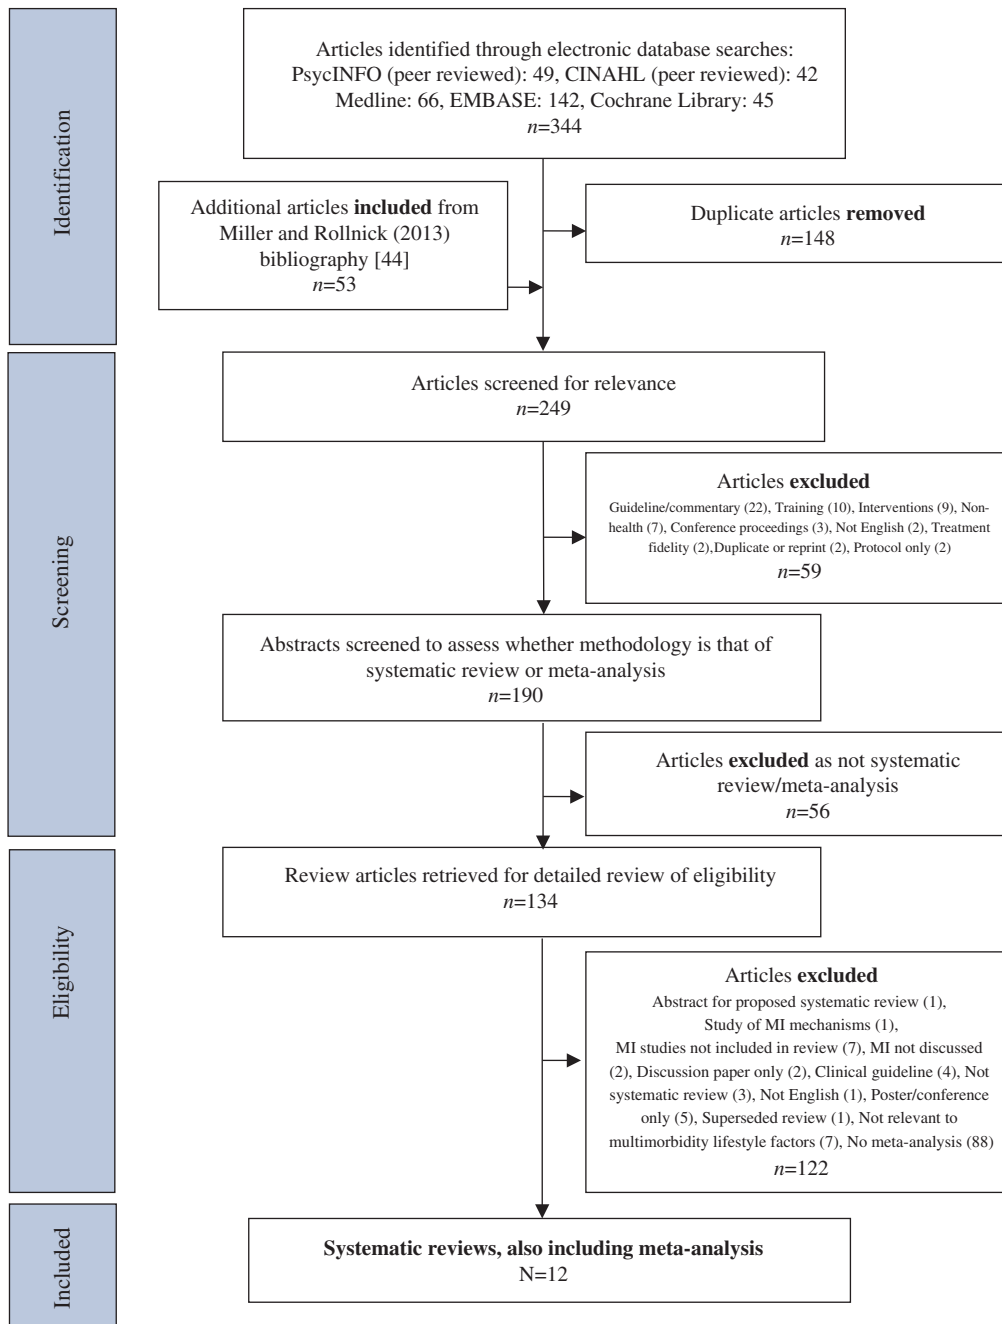 Identification
Articles identified through electronic database searches:
PsycINFO (peer reviewed): 49, CINAHL (peer reviewed): 42
Medline: 66, EMBASE: 142, Cochrane Library: 45
n=344
Additional articles included from
Miller and Rollnick (2013)
bibliography [44]
n=53
Duplicate articles removed
n=148
Screening
Articles screened for relevance
n=249
Articles excluded
Guideline/commentary (22), Training (10), Interventions (9), Non-
health (7), Conference proceedings (3), Not English (2), Treatment
fidelity (2),Duplicate or reprint (2), Protocol only (2)
n=59
Abstracts screened to assess whether methodology is that of
systematic review or meta-analysis
n=190
Articles excluded as not systematic
review/meta-analysis
n=56
Eligibility
Review articles retrieved for detailed review of eligibility
n=134
Articles excluded
Abstract for proposed systematic review (1),
Study of MI mechanisms (1),
MI studies not included in review (7), MI not discussed
(2), Discussion paper only (2), Clinical guideline (4), Not
systematic review (3), Not English (1), Poster/conference
only (5), Superseded review (1), Not relevant to
multimorbidity lifestyle factors (7), No meta-analysis (88)
n=122
Included
Systematic reviews, also including meta-analysis
N=12